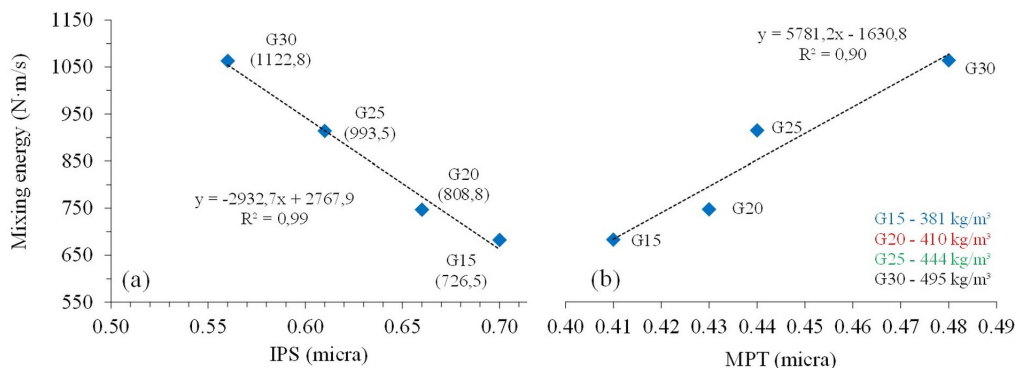 Mixing energy (N·m/s)
1150
1050
950
850
750
650
550
G30
(1122,8)
G25
(993,5)
G20
(808,8)
G15
(726,5)
y = -2932,7x + 2767,9
R² = 0,99
(a)
0.50
0.55
0.60
0.65
0.70
IPS (micra)
y = 5781,2x - 1630,8
R² = 0,90
G30
G25
G20
G15
G15 - 381 kg/m³
G20 - 410 kg/m³
G25 - 444 kg/m³
G30 - 495 kg/m³
(b)
0.40
0.41
0.42
0.43
0.44
0.45
0.46
0.47
0.48
0.49
MPT (micra)